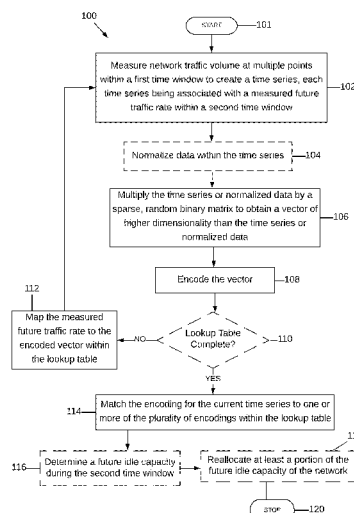 100
START
101
Measure network traffic volume at multiple points
within a first time window to create a time series, each
time series being associated with a measured future
traffic rate within a second time window
102
Normalize data within the time series
104
Multiply the time series or normalized data by a
sparse, random binary matrix to obtain a vector of
higher dimensionality than the time series or
normalized data
106
Encode the vector
108
112
Map the measured
future traffic rate to the
encoded vector within
the lookup table
NO
Lookup Table
Complete?
110
YES
114
Match the encoding for the current time series to one or
more of the plurality of encodings within the lookup table
116
Determine a future idle capacity
during the second time window
Reallocate at least a portion of the
future idle capacity of the network
STOP
120